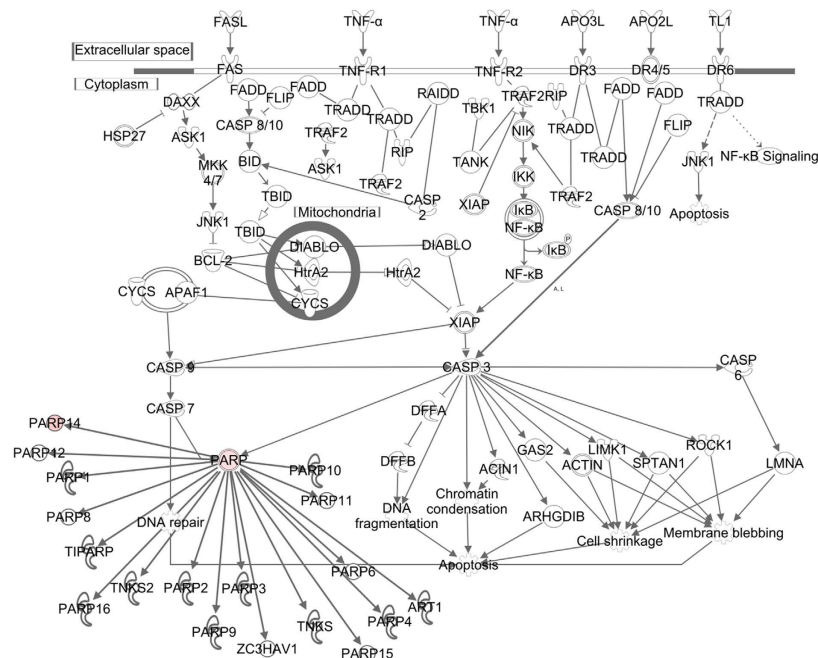 FASL TNF-α TNF-α APO3L APO2L TL1
Extracellular space
FAS TNF-R1 TNF-R2 DR3 DR4/5 DR6
Cytoplasm
FADD FLIP FADD RAIDD TRAF2 RIP FADD FADD
DAXX TRADD TBK1 TRADD
HSP27 ASK1 CASP 8/10 TRAF2 TRADD NIK TRADD FLIP
BID ASK1 RIP TANK TRADD JNK1 NF-κB Signaling
MKK
4/7
TBID TRAF2 CASP
2
XIAP IKK TRAF2 CASP 8/10 Apoptosis
JNK1 Mitochondria IκB
NF-κB
TBID DIABLO DIABLO IκB P
BCL-2 HtrA2 HtrA2 NF-κB
CYCS APAF1 CYCS A, L
XIAP
CASP 9 CASP 3 CASP
6
CASP 7 DFFA
PARP14
PARP12 PARP PARP10 DFFB ACIN1 GAS2 LIMK1 ROCK1
ACTIN SPTAN1 LMNA
PARP1 PARP11 Chromatin
condensation
PARP8 DNA repair DNA
fragmentation
ARHGDIB
TIPARP Cell shrinkage Membrane blebbing
PARP6 Apoptosis
PARP16 TNKS2 PARP2 PARP3 ART1
PARP9 TNKS PARP4
ZC3HAV1 PARP15